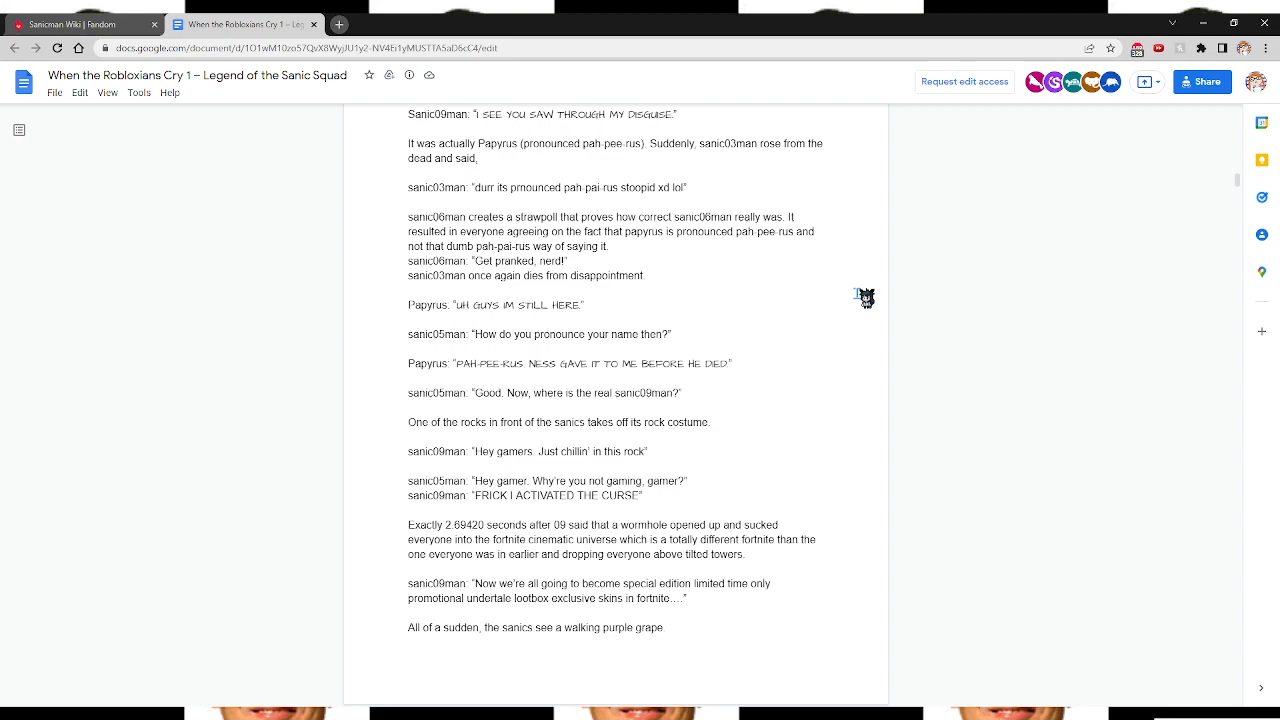 Sanicman Wiki | Fandom
When the Robloxians Cry 1 – Leg
docs.google.com/document/d/1O1wM10zo57QvX8WyjJU1y2-NV4Ei1yMUSTTA5aD6cC4/edit
When the Robloxians Cry 1 – Legend of the Sanic Squad
File Edit View Tools Help
Request edit access
Share
Sanic09man: “I SEE YOU SAW THROUGH MY DISGUISE.”
It was actually Papyrus (pronounced pah-pee-rus). Suddenly, sanic03man rose from the
dead and said,
sanic03man: “durr its prnounced pah-pai-rus stoopid xd lol”
sanic06man creates a strawpoll that proves how correct sanic06man really was. It
resulted in everyone agreeing on the fact that papyrus is pronounced pah-pee-rus and
not that dumb pah-pai-rus way of saying it.
sanic06man: “Get pranked, nerd!”
sanic03man once again dies from disappointment.
Papyrus: “UH GUYS IM STILL HERE.”
sanic05man: “How do you pronounce your name then?”
Papyrus: “PAH-PEE-RUS. NESS GAVE IT TO ME BEFORE HE DIED.”
sanic05man: “Good. Now, where is the real sanic09man?”
One of the rocks in front of the sanics takes off its rock costume.
sanic09man: “Hey gamers. Just chillin’ in this rock”
sanic05man: “Hey gamer. Why’re you not gaming, gamer?”
sanic09man: “FRICK I ACTIVATED THE CURSE”
Exactly 2.69420 seconds after 09 said that a wormhole opened up and sucked
everyone into the fortnite cinematic universe which is a totally different fortnite than the
one everyone was in earlier and dropping everyone above tilted towers.
sanic09man: “Now we’re all going to become special edition limited time only
promotional undertale lootbox exclusive skins in fortnite….”
All of a sudden, the sanics see a walking purple grape.